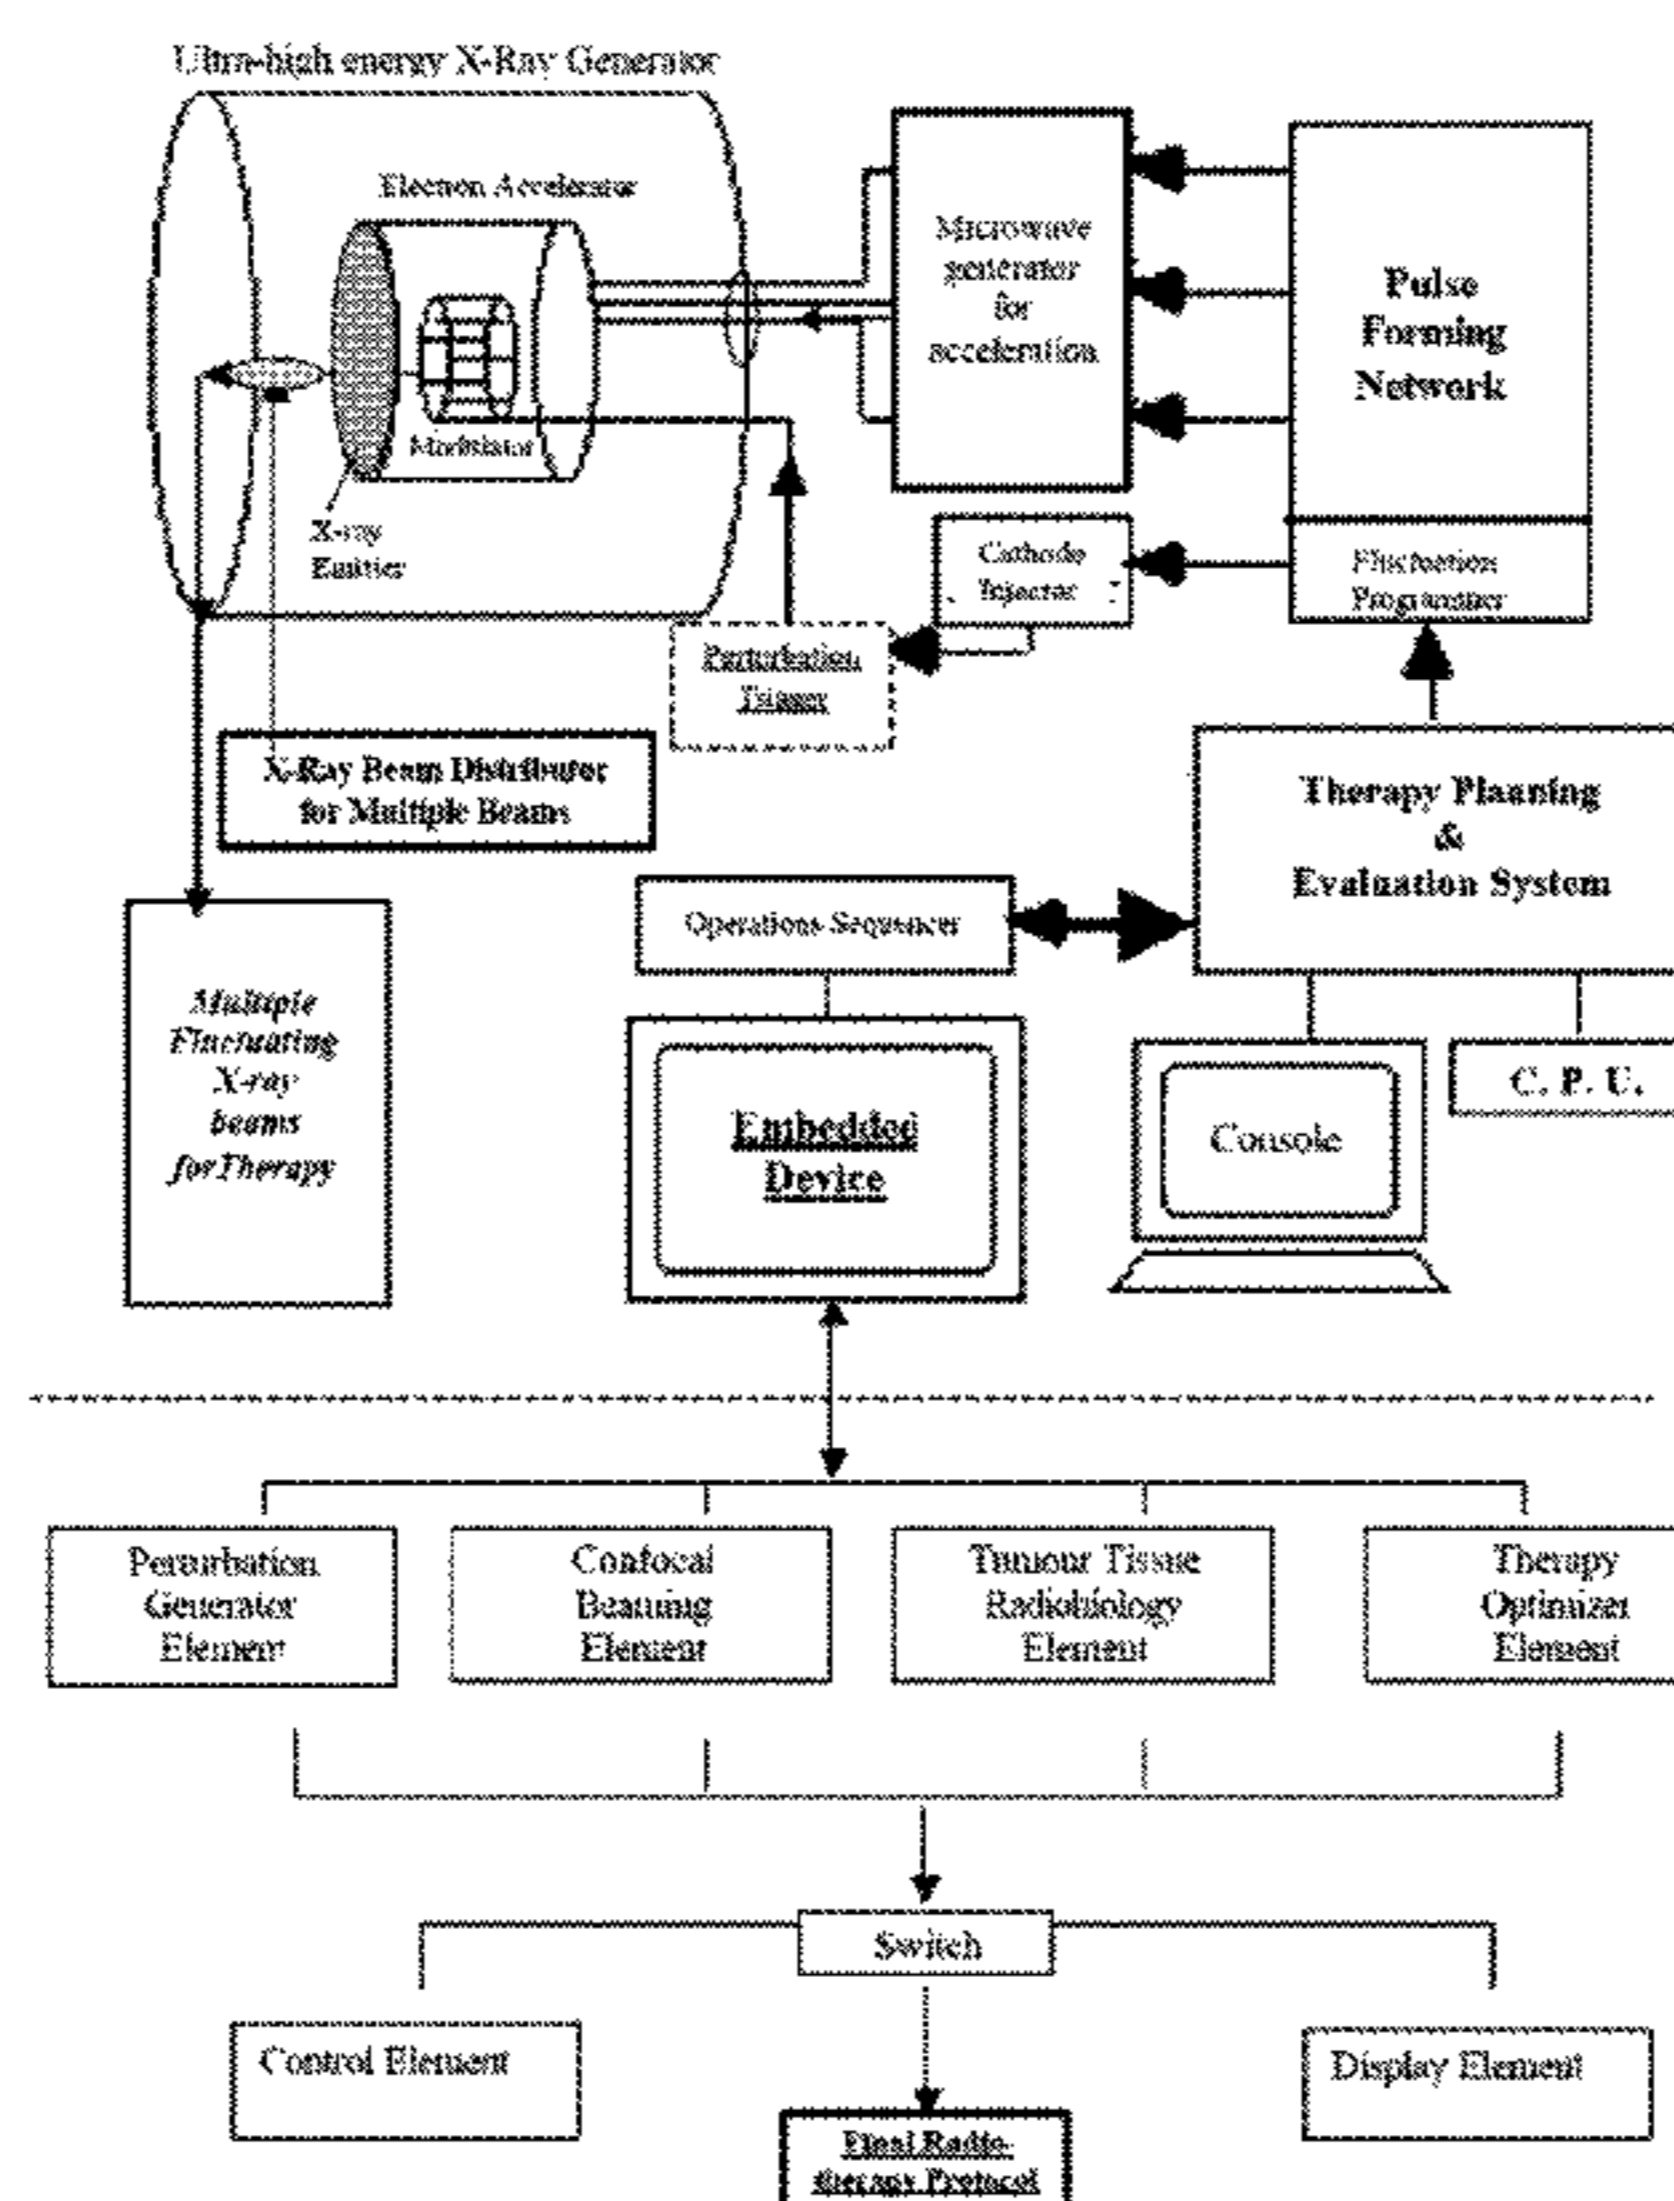 Ultra-high energy X-Ray Generator
Electron Accelerator
Microwave
generator
for
acceleration
Pulse
Forming
Network
Modulator
X-ray
Emitter
Cathode
Injector
Fluctuation
Programmer
Perturbation
Trigger
X-Ray Beam Distributor
for Multiple Beams
Therapy Planning
&
Evaluation System
Operations Sequencer
Multiple
Fluctuating
X-ray
beams
forTherapy
Embedded
Device
Console
C. P. U.
Perturbation
Generator
Element
Confocal
Beaming
Element
Tumour Tissue
Radiobiology
Element
Therapy
Optimizer
Element
Switch
Control Element
Display Element
Final Radio-
therapy Protocol